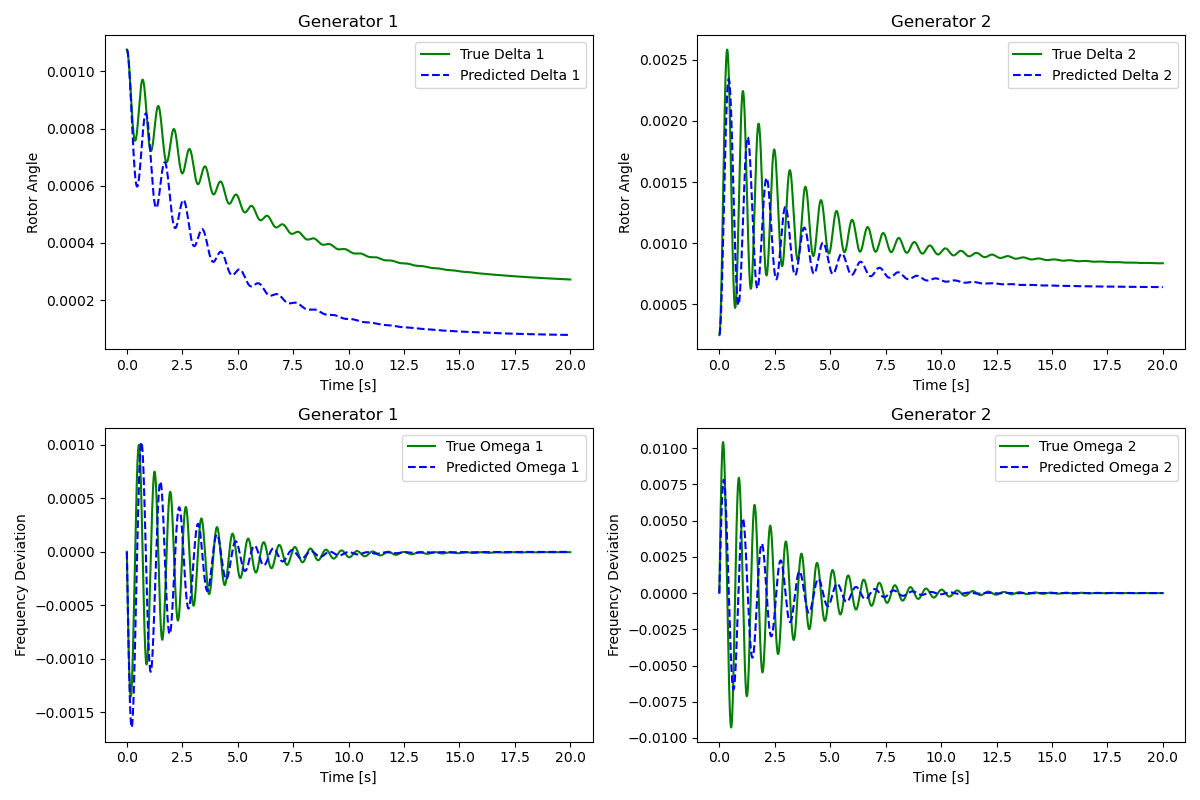 Generator 1
True Delta 1
Predicted Delta 1
Rotor Angle
0.0010
0.0008
0.0006
0.0004
0.0002
0.0 2.5 5.0 7.5 10.0 12.5 15.0 17.5 20.0
Time [s]
Generator 2
True Delta 2
Predicted Delta 2
Rotor Angle
0.0025
0.0020
0.0015
0.0010
0.0005
0.0 2.5 5.0 7.5 10.0 12.5 15.0 17.5 20.0
Time [s]
Generator 1
True Omega 1
Predicted Omega 1
Frequency Deviation
0.0010
0.0005
0.0000
−0.0005
−0.0010
−0.0015
0.0 2.5 5.0 7.5 10.0 12.5 15.0 17.5 20.0
Time [s]
Generator 2
True Omega 2
Predicted Omega 2
Frequency Deviation
0.0100
0.0075
0.0050
0.0025
0.0000
−0.0025
−0.0050
−0.0075
−0.0100
0.0 2.5 5.0 7.5 10.0 12.5 15.0 17.5 20.0
Time [s]